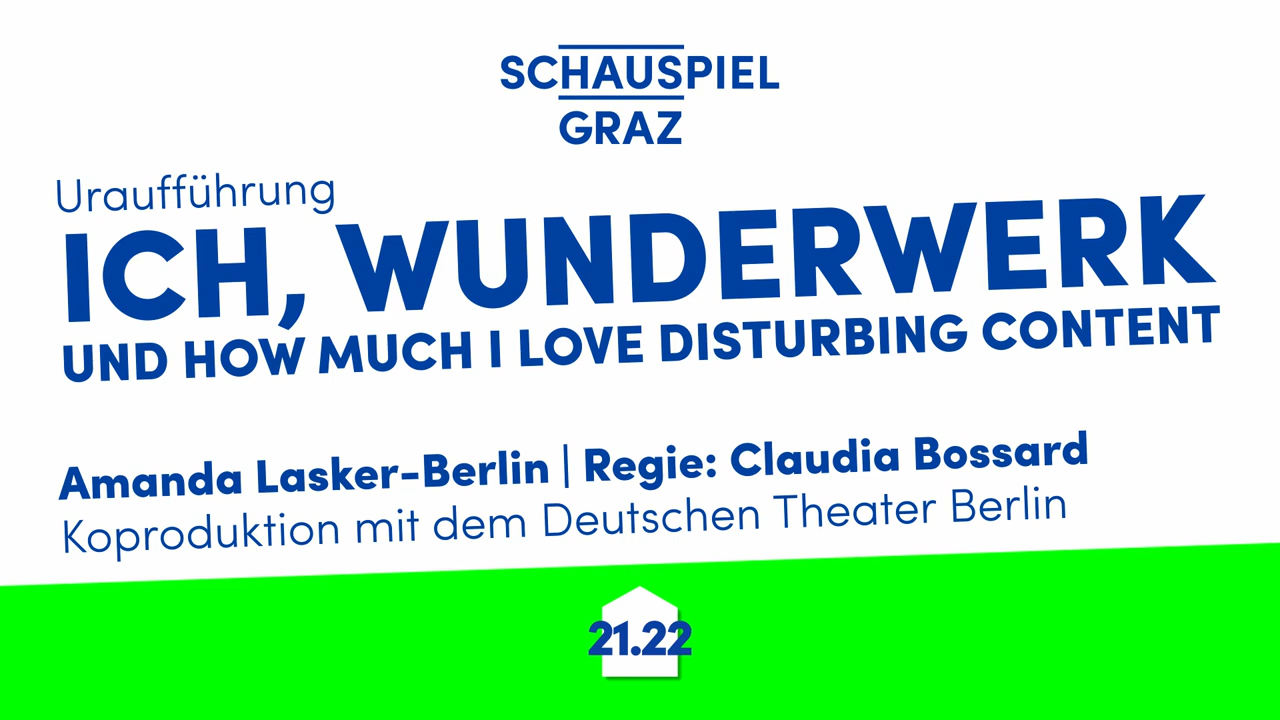 SCHAUSPIEL
GRAZ
Uraufführung
ICH, WUNDERWERK
UND HOW MUCH I LOVE DISTURBING CONTENT
Amanda Lasker-Berlin | Regie: Claudia Bossard
Koproduktion mit dem Deutschen Theater Berlin
21.22